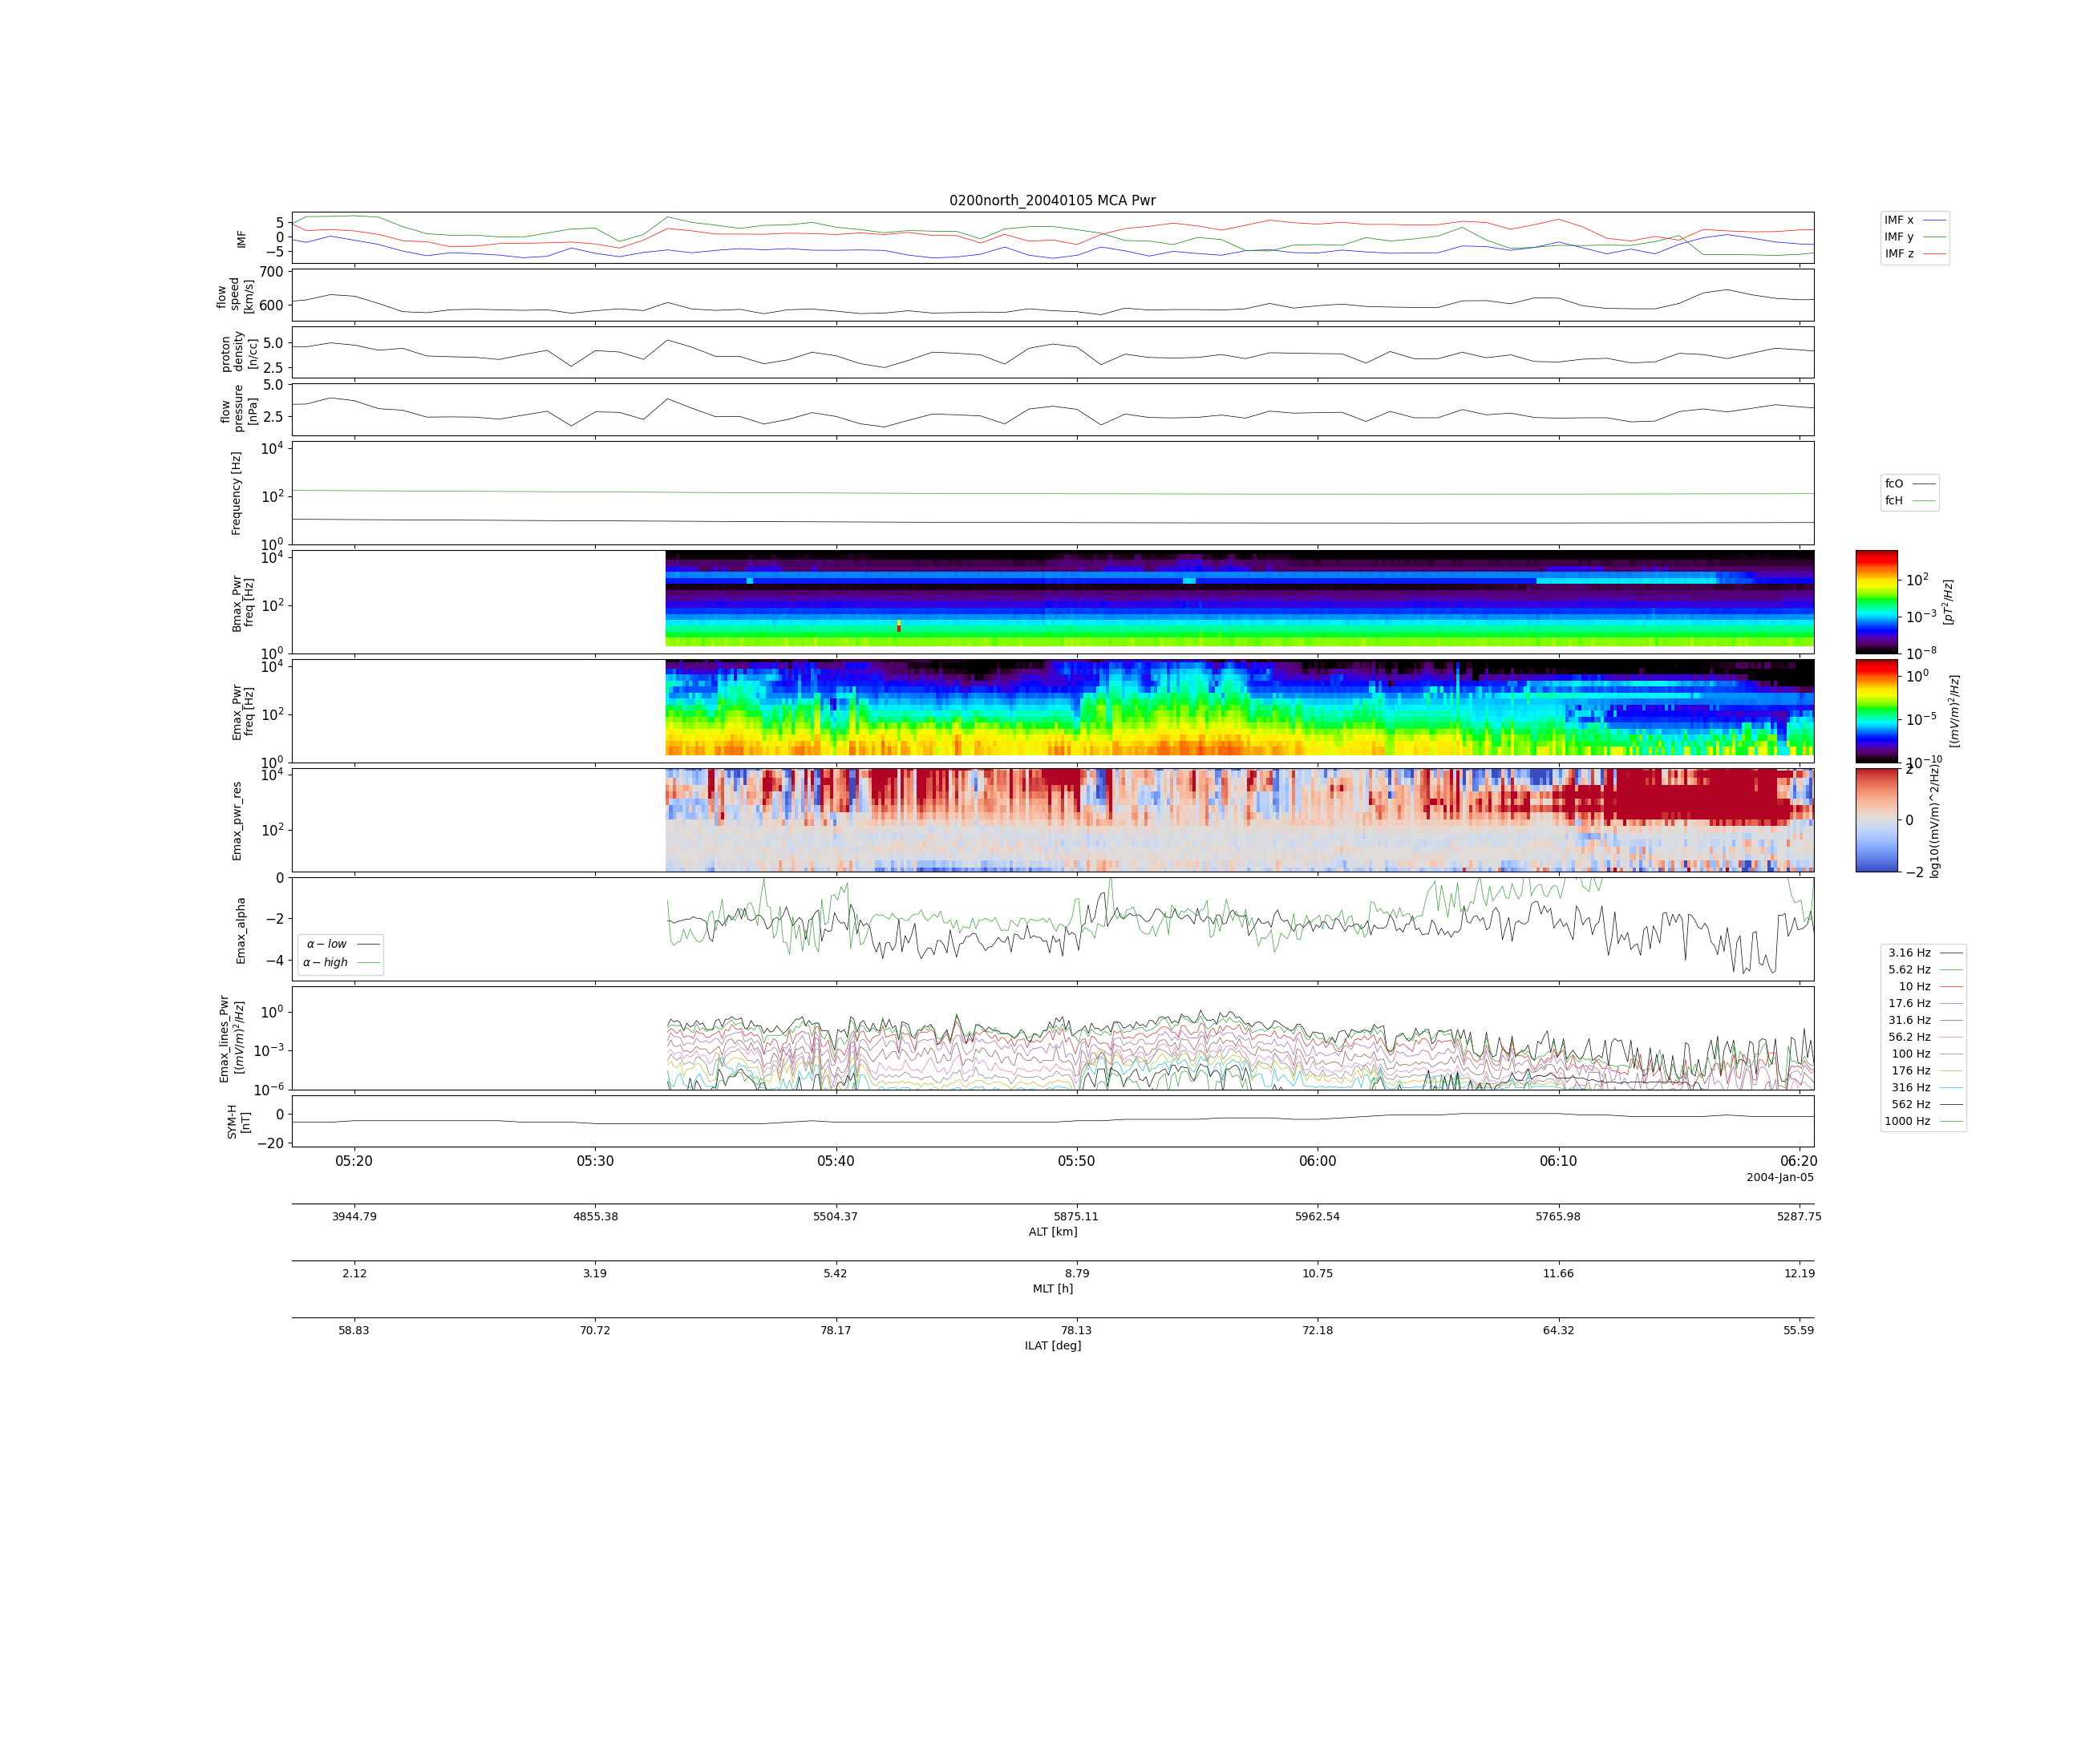 0200north_20040105 MCA Pwr
IMF
5
0
−5
IMF x
IMF y
IMF z
flow
speed
[km/s]
700
600
proton
density
[n/cc]
5.0
2.5
flow
pressure
[nPa]
5.0
2.5
Frequency [Hz]
10^4
10^2
10^0
fcO
fcH
Bmax_Pwr
freq [Hz]
10^4
10^2
10^0
10^2
10^−3
10^−8
[pT^2/Hz]
Emax_Pwr
freq [Hz]
10^4
10^2
10^0
10^0
10^−5
10^−10
[(mV/m)^2/Hz]
Emax_pwr_res
10^4
10^2
2
0
−2
log10((mV/m)^2/Hz)
Emax_alpha
0
−2
−4
α − low
α − high
Emax_lines_Pwr
[(mV/m)^2/Hz]
10^0
10^−3
10^−6
3.16 Hz
5.62 Hz
10 Hz
17.6 Hz
31.6 Hz
56.2 Hz
100 Hz
176 Hz
316 Hz
562 Hz
1000 Hz
SYM-H
[nT]
0
−20
05:20 05:30 05:40 05:50 06:00 06:10 06:20
2004-Jan-05
3944.79 4855.38 5504.37 5875.11 5962.54 5765.98 5287.75
ALT [km]
2.12 3.19 5.42 8.79 10.75 11.66 12.19
MLT [h]
58.83 70.72 78.17 78.13 72.18 64.32 55.59
ILAT [deg]